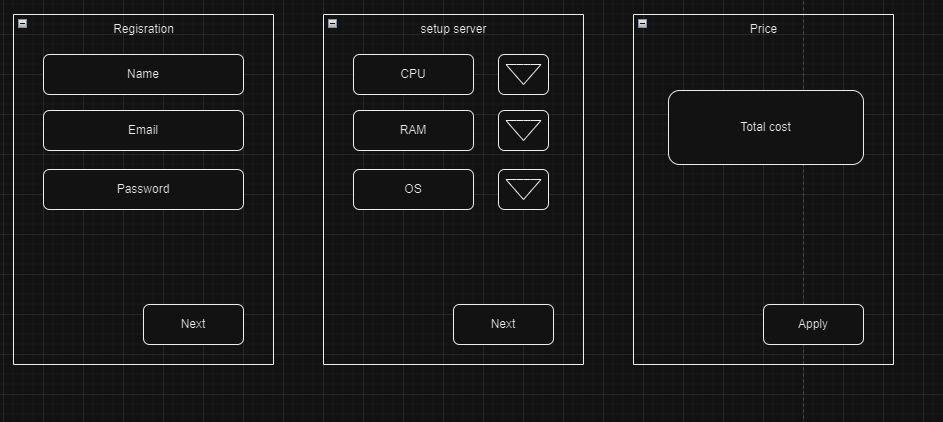 Regisration
Name
Email
Password
Next
setup server
CPU
RAM
OS
Next
Price
Total cost
Apply